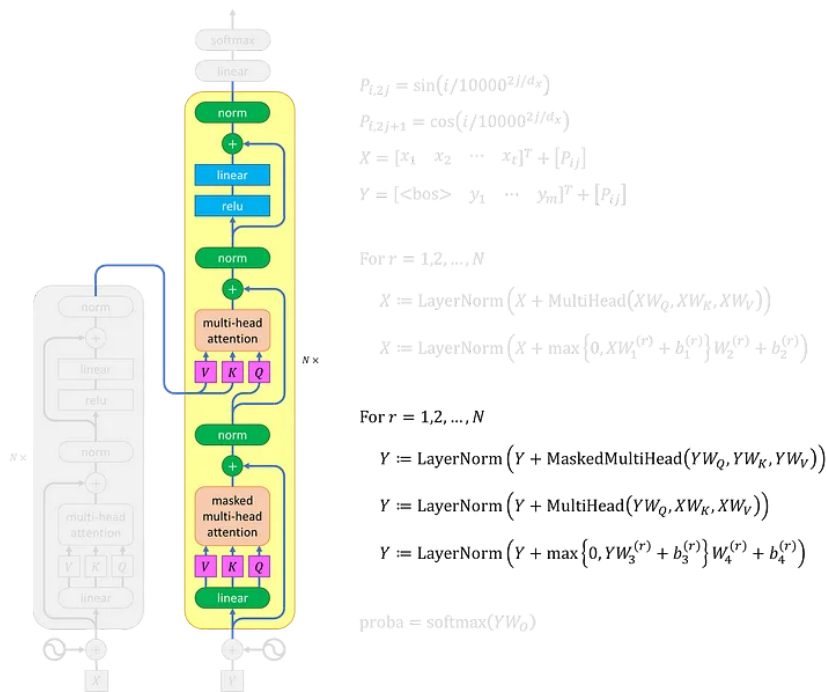 softmax
linear
norm
+
linear
relu
norm
+
multi-head
attention
V K Q
N ×
norm
+
masked
multi-head
attention
V K Q
linear
+
Y
norm
+
linear
relu
norm
N ×
+
multi-head
attention
V K Q
linear
+
X
P_{i,2j} = sin(i/10000^{2j/d_x})
P_{i,2j+1} = cos(i/10000^{2j/d_x})
X = [x_1 x_2 ⋯ x_t]^T + [P_{ij}]
Y = [<bos> y_1 ⋯ y_m]^T + [P_{ij}]
For r = 1,2, …, N
X ≔ LayerNorm(X + MultiHead(XW_Q, XW_K, XW_V))
X ≔ LayerNorm(X + max{0, XW_1^{(r)} + b_1^{(r)}}W_2^{(r)} + b_2^{(r)})
For r = 1,2, …, N
Y ≔ LayerNorm(Y + MaskedMultiHead(YW_Q, YW_K, YW_V))
Y ≔ LayerNorm(Y + MultiHead(YW_Q, XW_K, XW_V))
Y ≔ LayerNorm(Y + max{0, YW_3^{(r)} + b_3^{(r)}}W_4^{(r)} + b_4^{(r)})
proba = softmax(YW_O)